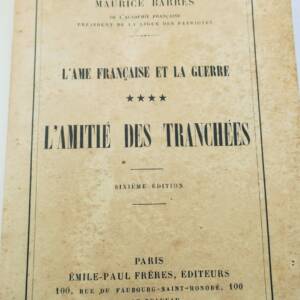 MAURICE BARRÈS
DE L'ACADÉMIE FRANÇAISE
PRÉSIDENT DE LA LIGUE DES PATRIOTES
L'AME FRANÇAISE ET LA GUERRE
★★★★
L'AMITIÉ DES TRANCHÉES
SIXIÈME ÉDITION
PARIS
ÉMILE-PAUL FRÈRES, ÉDITEURS
100, RUE DU FAUBOURG-SAINT-HONORÉ, 100